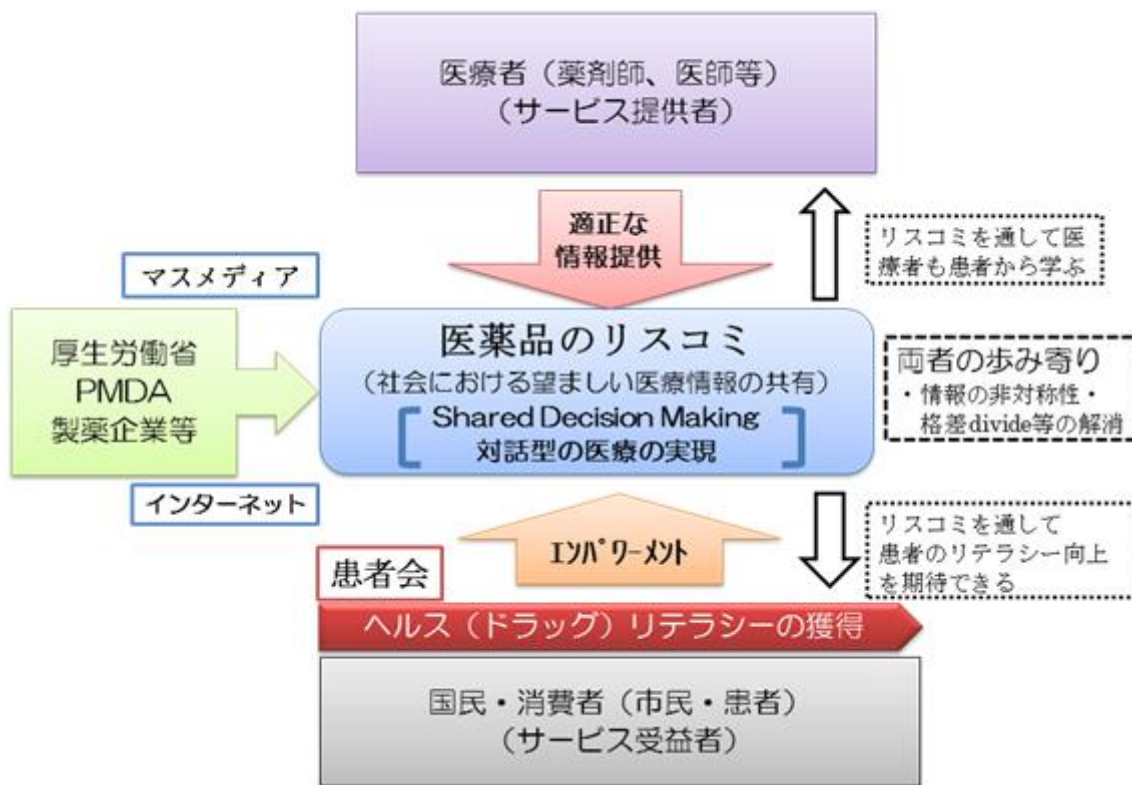 医療者（薬剤師、医師等）
（サービス提供者）
適正な
情報提供
リスコミを通して医
療者も患者から学ぶ
マスメディア
厚生労働省
PMDA
製薬企業等
インターネット
医薬品のリスコミ
（社会における望ましい医療情報の共有）
Shared Decision Making
対話型の医療の実現
両者の歩み寄り
・情報の非対称性・
格差divide等の解消
エンパワーメント
リスコミを通して
患者のリテラシー向上
を期待できる
患者会
ヘルス（ドラッグ）リテラシーの獲得
国民・消費者（市民・患者）
（サービス受益者）